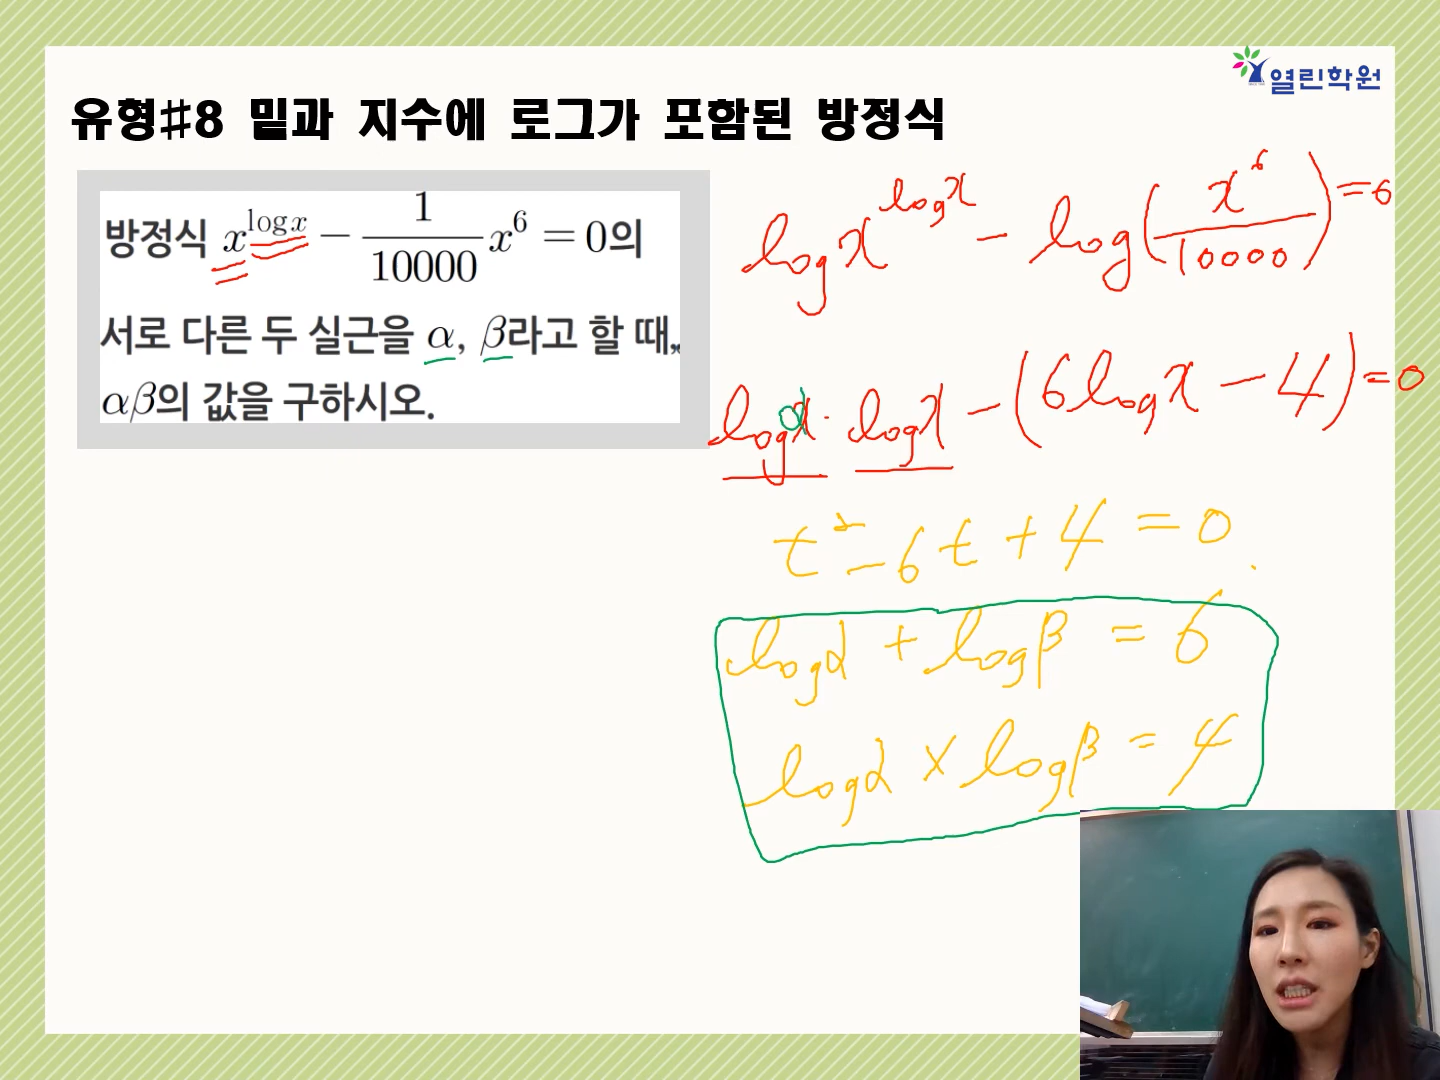 열린학원
유형#8 밑과 지수에 로그가 포함된 방정식
방정식 x^{log x} - \frac{1}{10000} x^6 = 0의
서로 다른 두 실근을 α, β라고 할 때,
αβ의 값을 구하시오.
log x^{log x} - log(\frac{x^6}{10000}) = 6
log x · log x - (6 log x - 4) = 0
α
t² - 6t + 4 = 0.
log α + log β = 6
log α × log β = 4